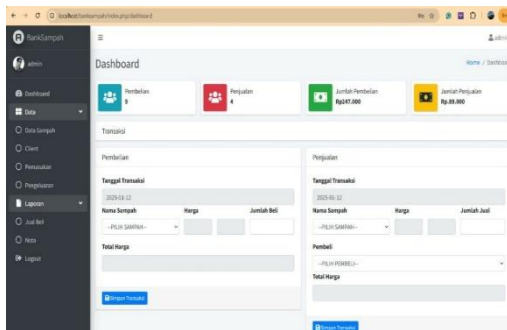 localhost/banksampah/index.php/dashboard
BankSampah
admin
Dashboard
Data
Data Sampah
Client
Pemasukan
Pengeluaran
Laporan
Jual Beli
Nota
Logout
Dashboard
Home / Dashboar
Pembelian
9
Penjualan
4
Jumlah Pembelian
Rp247.000
Jumlah Penjualan
Rp.89.000
Transaksi
Pembelian
Tanggal Transaksi
2025-01-12
Nama Sampah Harga Jumlah Beli
--PILIH SAMPAH--
Total Harga
Simpan Transaksi
Penjualan
Tanggal Transaksi
2025-01-12
Nama Sampah Harga Jumlah Jual
--PILIH SAMPAH--
Pembeli
--PILIH PEMBELI--
Total Harga
Simpan Transaksi